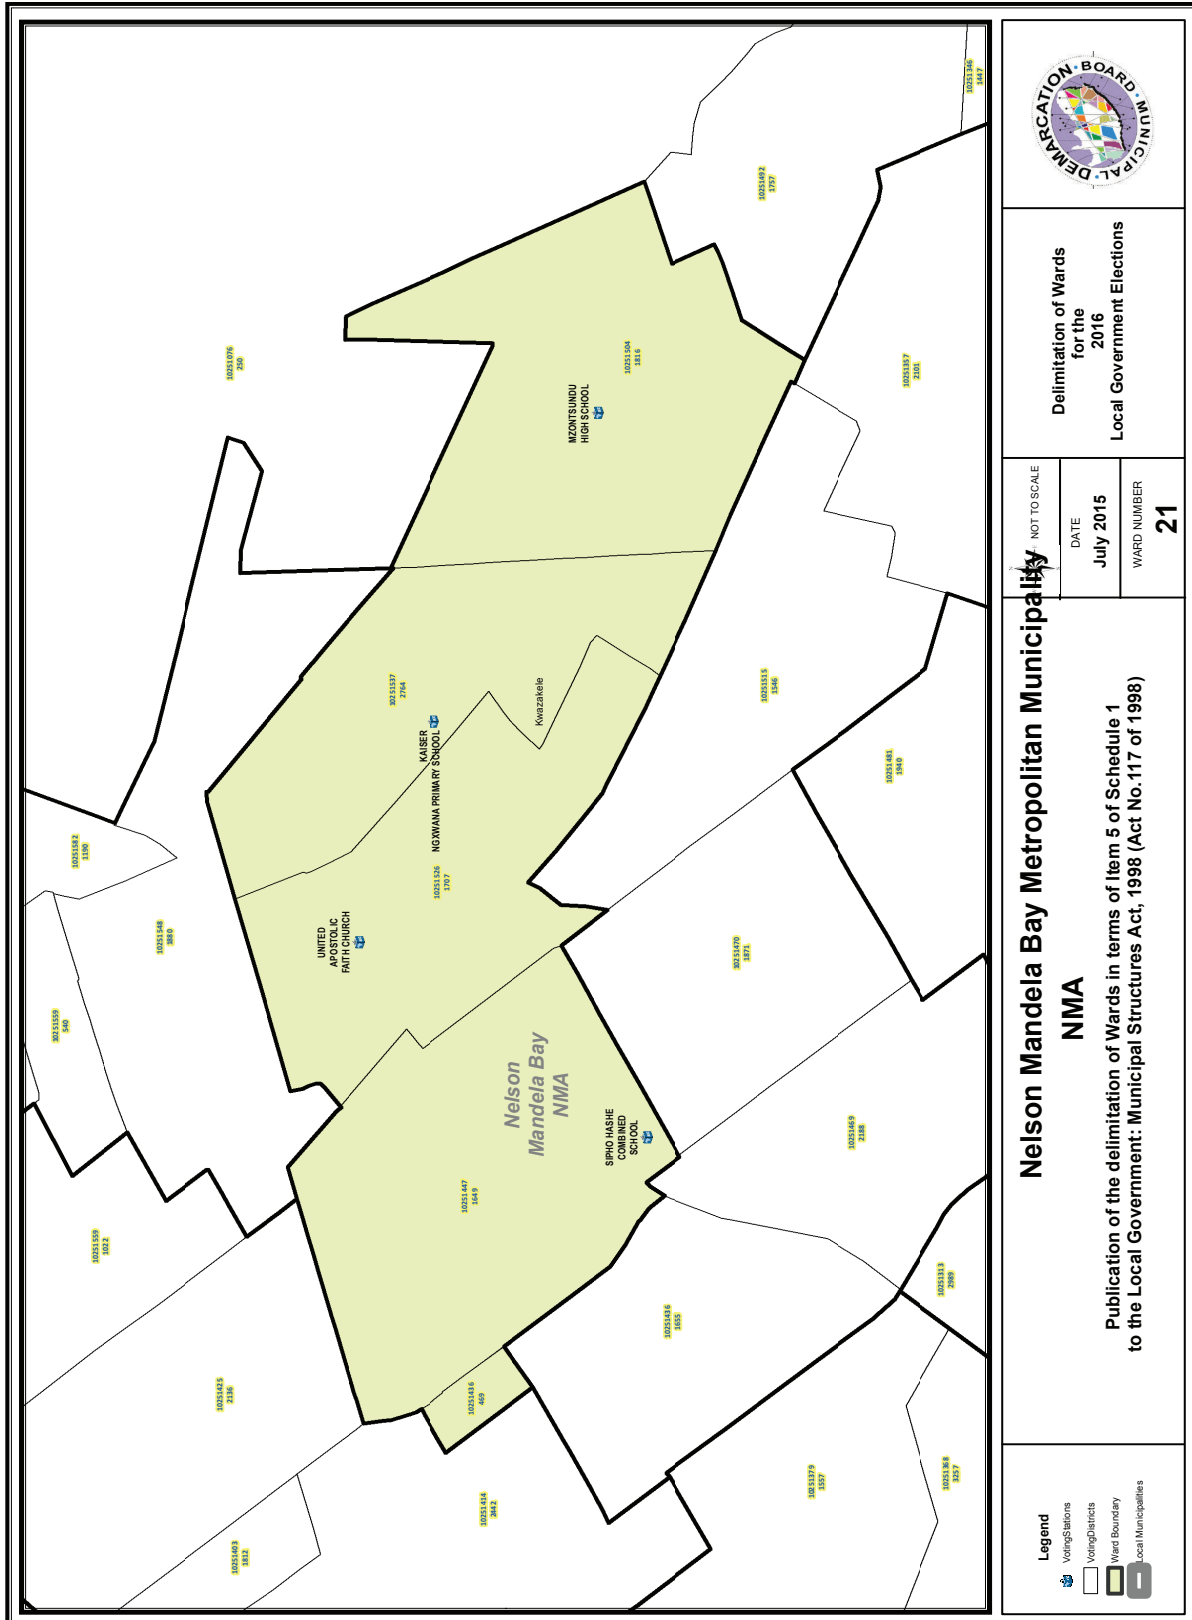 10251346
1447
10251492
1757
10251076
250
10251504
1816
10251357
2101
MZONTSUNDU
HIGH SCHOOL
10251537
2764
Kwazakele
10251515
1546
KAISER
NGXWANA PRIMARY SCHOOL
10251481
1940
10251582
1190
10251526
1707
10251548
1880
UNITED
APOSTOLIC
FAITH CHURCH
10251470
1871
10251559
540
Nelson
Mandela Bay
NMA
SIPHO HASHE
COMBINED
SCHOOL
10251469
2188
10251447
1649
10251559
1022
10251313
2989
10251436
1655
10251425
2136
10251436
469
10251414
2442
10251379
1557
10251368
3257
10251403
1812
Legend
VotingStations
VotingDistricts
Ward Boundary
Local Municipalities
Nelson Mandela Bay Metropolitan Municipality
NMA
Publication of the delimitation of Wards in terms of Item 5 of Schedule 1
to the Local Government: Municipal Structures Act, 1998 (Act No.117 of 1998)
NOT TO SCALE
DATE
July 2015
WARD NUMBER
21
Delimitation of Wards
for the
2016
Local Government Elections
MUNICIPAL DEMARCATION BOARD